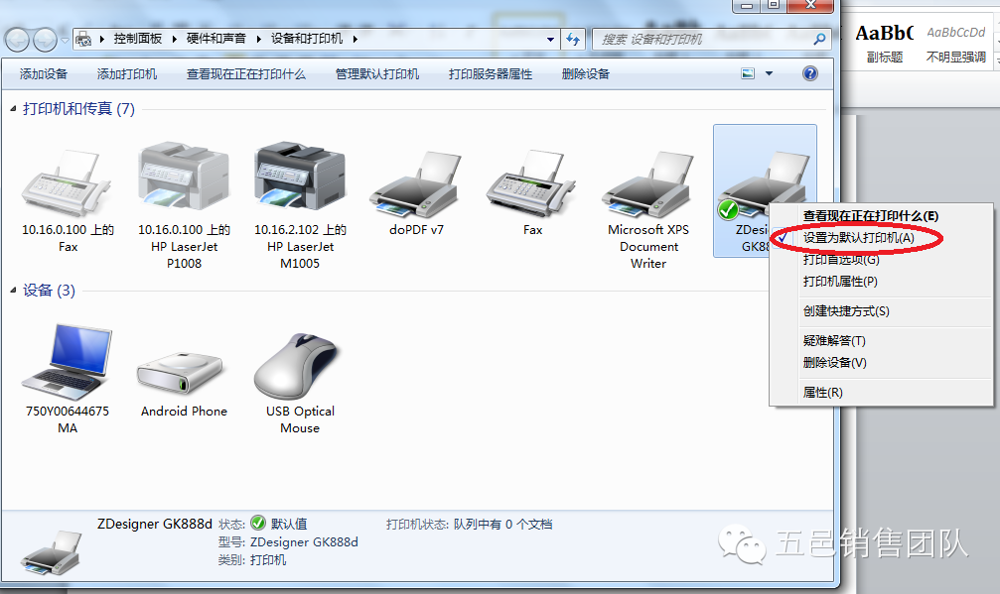 控制面板 ▸ 硬件和声音 ▸ 设备和打印机 ▸
搜索 设备和打印机
AaBb
AaBbCcDd
副标题
不明显强调
添加设备
添加打印机
查看现在正在打印什么
管理默认打印机
打印服务器属性
删除设备
打印机和传真 (7)
10.16.0.100 上的
Fax
10.16.0.100 上的
HP LaserJet
P1008
10.16.2.102 上的
HP LaserJet
M1005
doPDF v7
Fax
Microsoft XPS
Document
Writer
ZDesi
GK88
查看现在正在打印什么(E)
设置为默认打印机(A)
打印首选项(G)
打印机属性(P)
创建快捷方式(S)
疑难解答(T)
删除设备(V)
属性(R)
设备 (3)
750Y00644675
MA
Android Phone
USB Optical
Mouse
ZDesigner GK888d
状态: 默认值
打印机状态: 队列中有 0 个文档
型号: ZDesigner GK888d
类别: 打印机
五邑销售团队